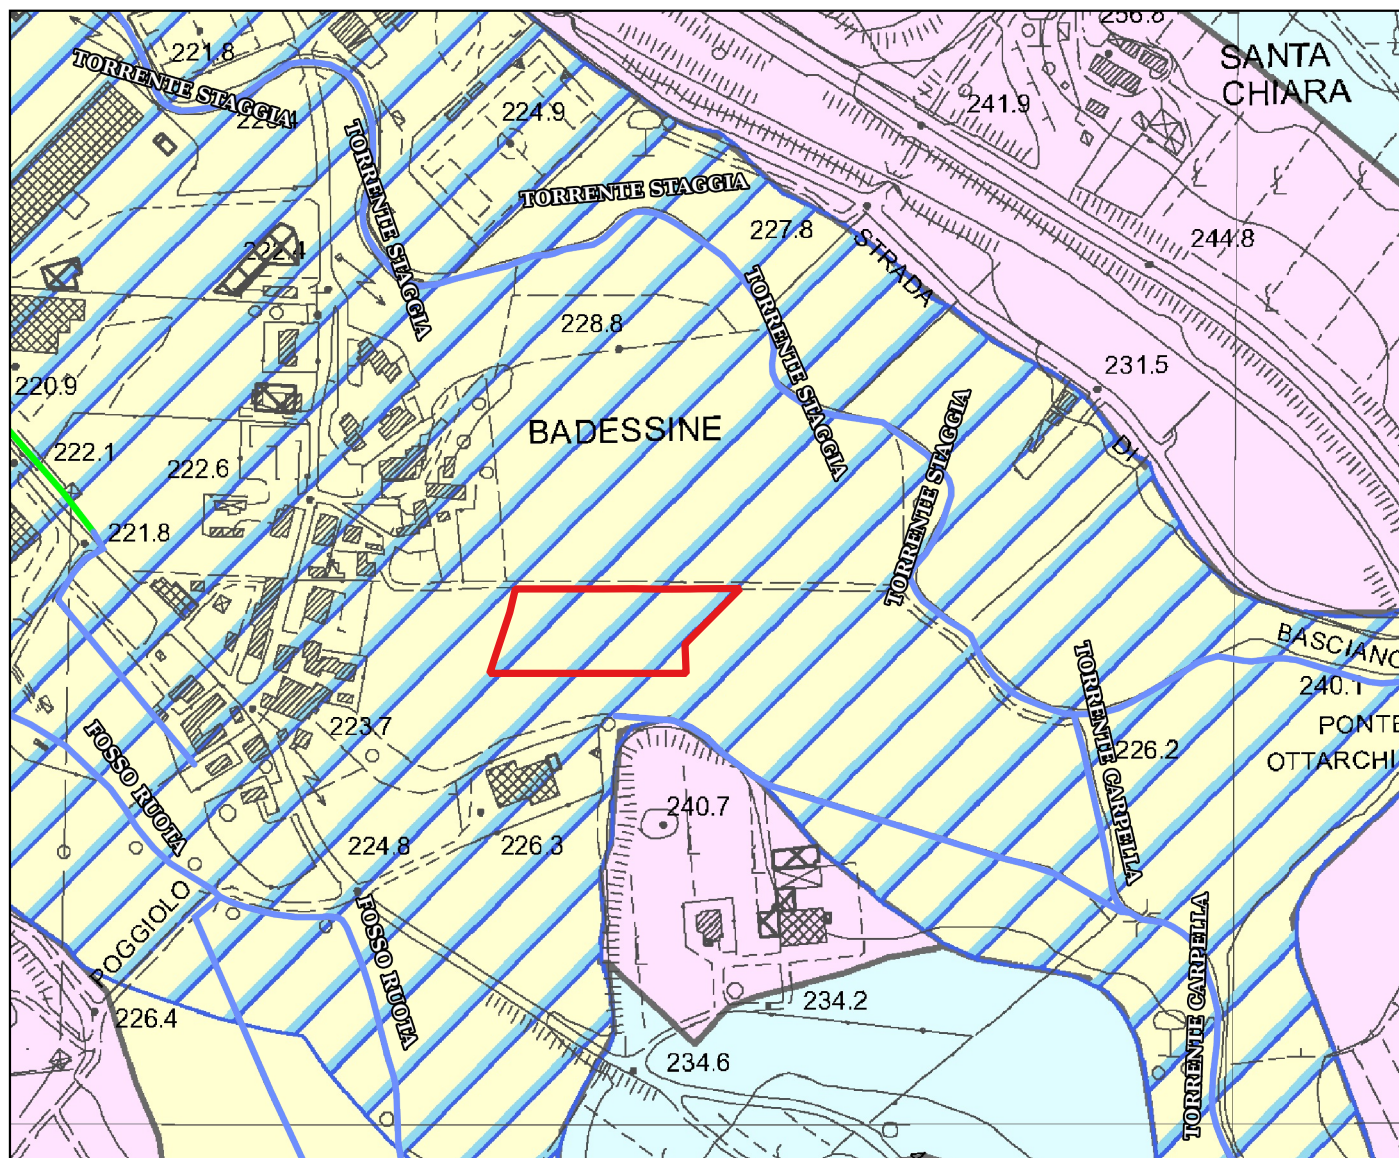 256.8
SANTA
CHIARA
221.8
TORRENTE STAGGIA
241.9
224.9
TORRENTE STAGGIA
TORRENTE STAGGIA
227.8
STRADA
244.8
222.4
TORRENTE STAGGIA
228.8
231.5
220.9
BADESSINE
TORRENTE STAGGIA
DI
222.1
222.6
221.8
BASCIANO
240.1
TORRENTE CARPELLA
223.7
FOSSO RUOTA
226.2
PONTE
OTTARCHI
240.7
224.8
226.3
POGGIOLO
FOSSO RUOTA
TORRENTE CARPELLA
226.4
234.2
234.6